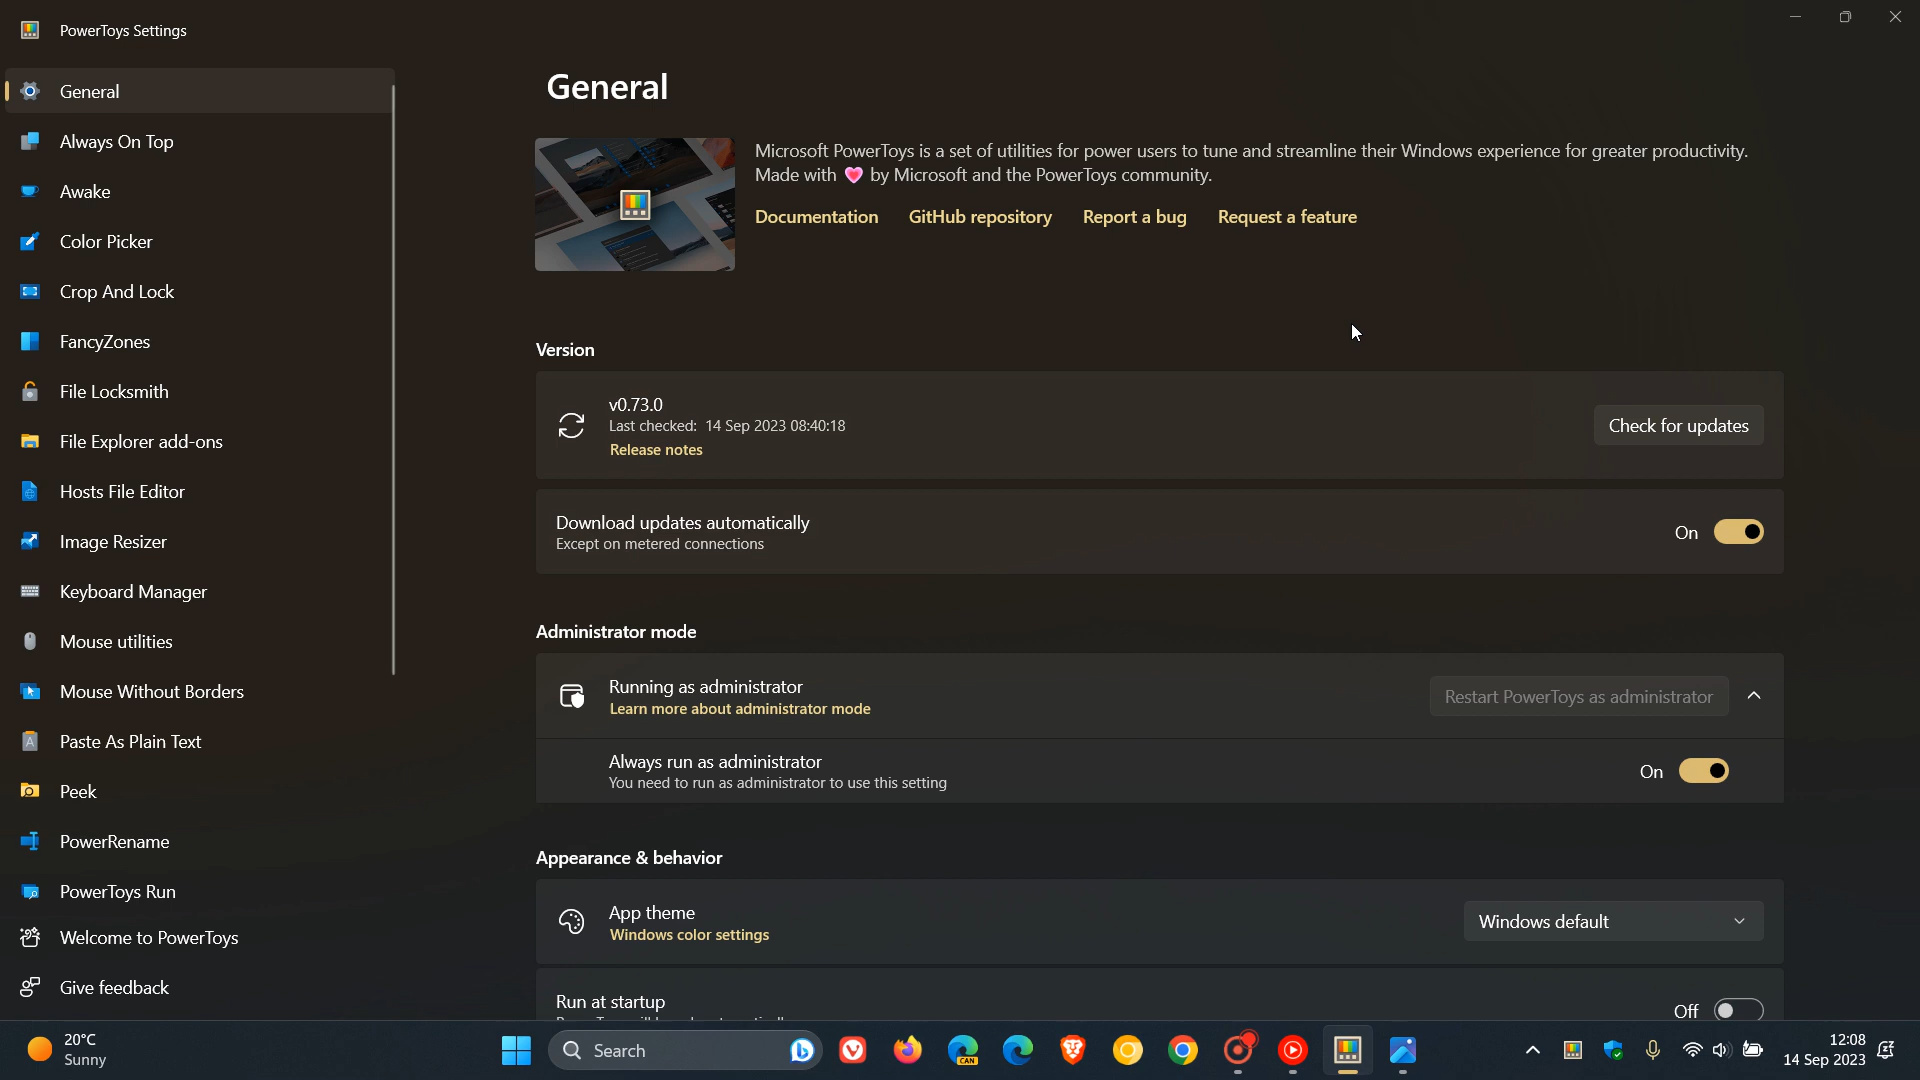 PowerToys Settings
General
Always On Top
Awake
Color Picker
Crop And Lock
FancyZones
File Locksmith
File Explorer add-ons
Hosts File Editor
Image Resizer
Keyboard Manager
Mouse utilities
Mouse Without Borders
Paste As Plain Text
Peek
PowerRename
PowerToys Run
Welcome to PowerToys
Give feedback
General
Microsoft PowerToys is a set of utilities for power users to tune and streamline their Windows experience for greater productivity.
Made with 💗 by Microsoft and the PowerToys community.
Documentation GitHub repository Report a bug Request a feature
Version
v0.73.0
Last checked: 14 Sep 2023 08:40:18
Release notes
Check for updates
Download updates automatically
Except on metered connections
On
Administrator mode
Running as administrator
Learn more about administrator mode
Restart PowerToys as administrator
Always run as administrator
You need to run as administrator to use this setting
On
Appearance & behavior
App theme
Windows color settings
Windows default
Run at startup
Off
20°C
Sunny
Search
CAN
12:08
14 Sep 2023